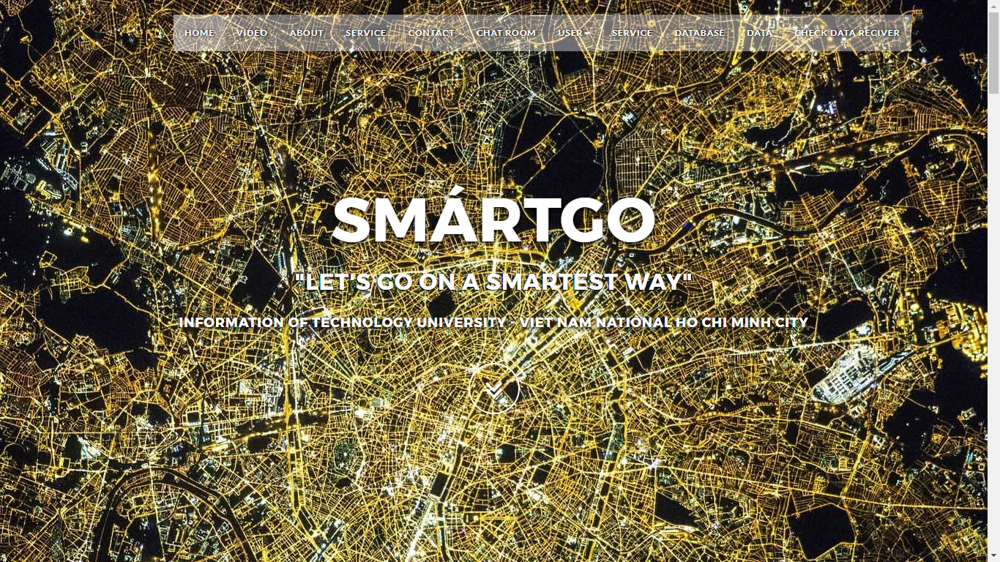 HOME VIDEO ABOUT SERVICE CONTACT CHAT ROOM USER SERVICE DATABASE DATA CHECK DATA RECIVER
SMÁRTGO
"LET'S GO ON A SMARTEST WAY"
INFORMATION OF TECHNOLOGY UNIVERSITY - VIET NAM NATIONAL HO CHI MINH CITY